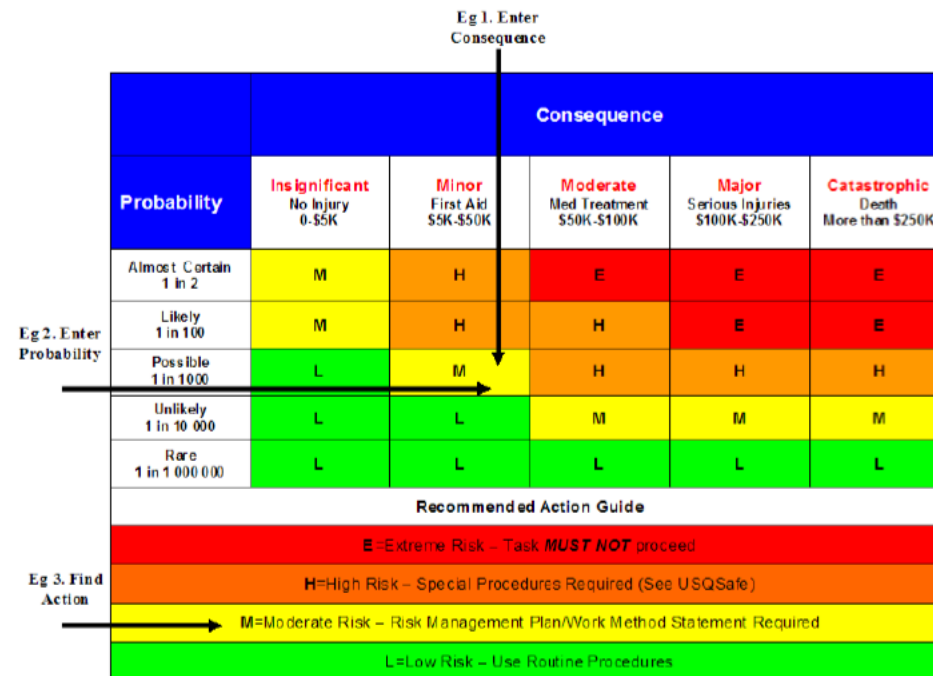 Eg 1. Enter
Consequence
Consequence
Probability
Insignificant
No Injury
0-$5K
Minor
First Aid
$5K-$50K
Moderate
Med Treatment
$50K-$100K
Major
Serious Injuries
$100K-$250K
Catastrophic
Death
More than $250K
Almost Certain
1 in 2
M
H
E
E
E
Likely
1 in 100
M
H
H
E
E
Eg 2. Enter
Probability
Possible
1 in 1000
L
M
H
H
H
Unlikely
1 in 10 000
L
L
M
M
M
Rare
1 in 1 000 000
L
L
L
L
L
Recommended Action Guide
E=Extreme Risk – Task MUST NOT proceed
H=High Risk – Special Procedures Required (See USQSafe)
Eg 3. Find
Action
M=Moderate Risk – Risk Management Plan/Work Method Statement Required
L=Low Risk – Use Routine Procedures